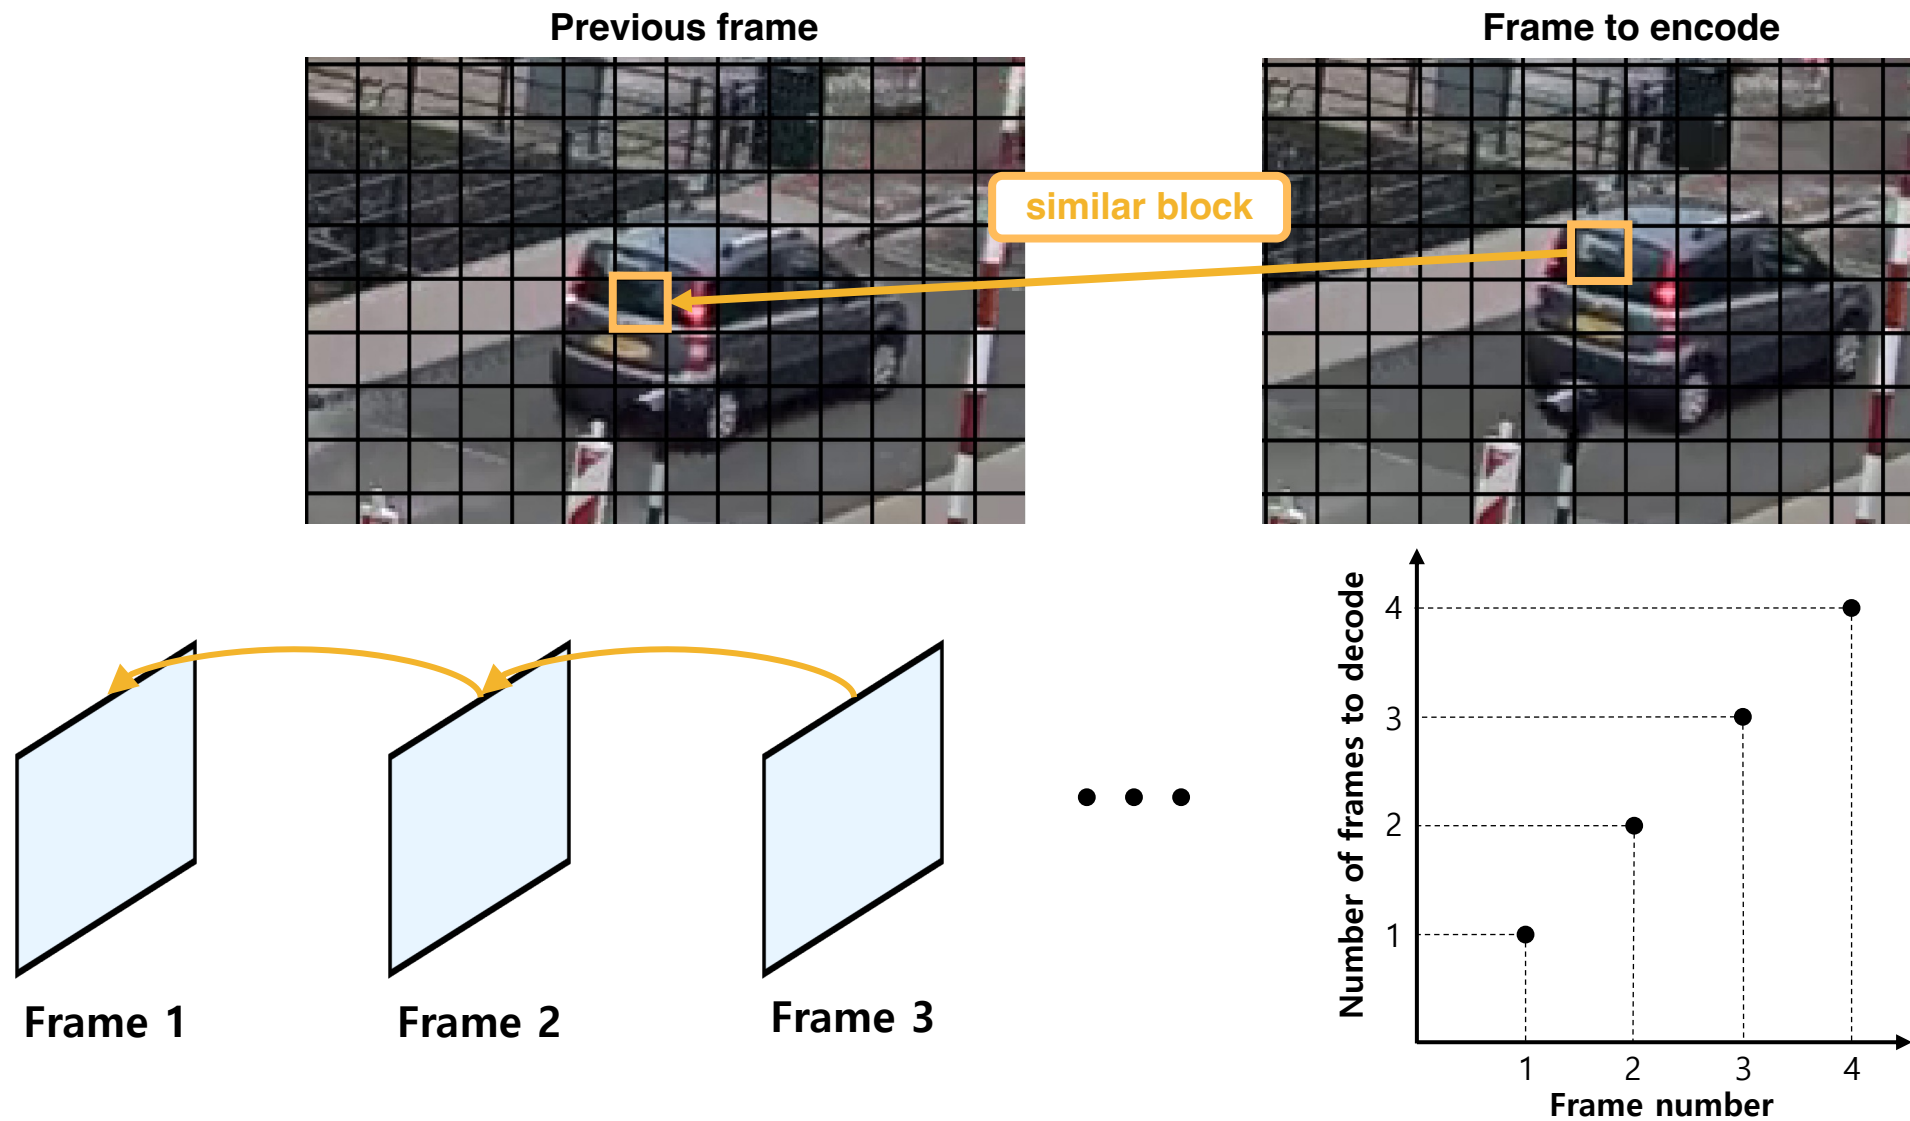 Previous frame
Frame to encode
similar block
Frame 1
Frame 2
Frame 3
Number of frames to decode
4
3
2
1
1 2 3 4
Frame number